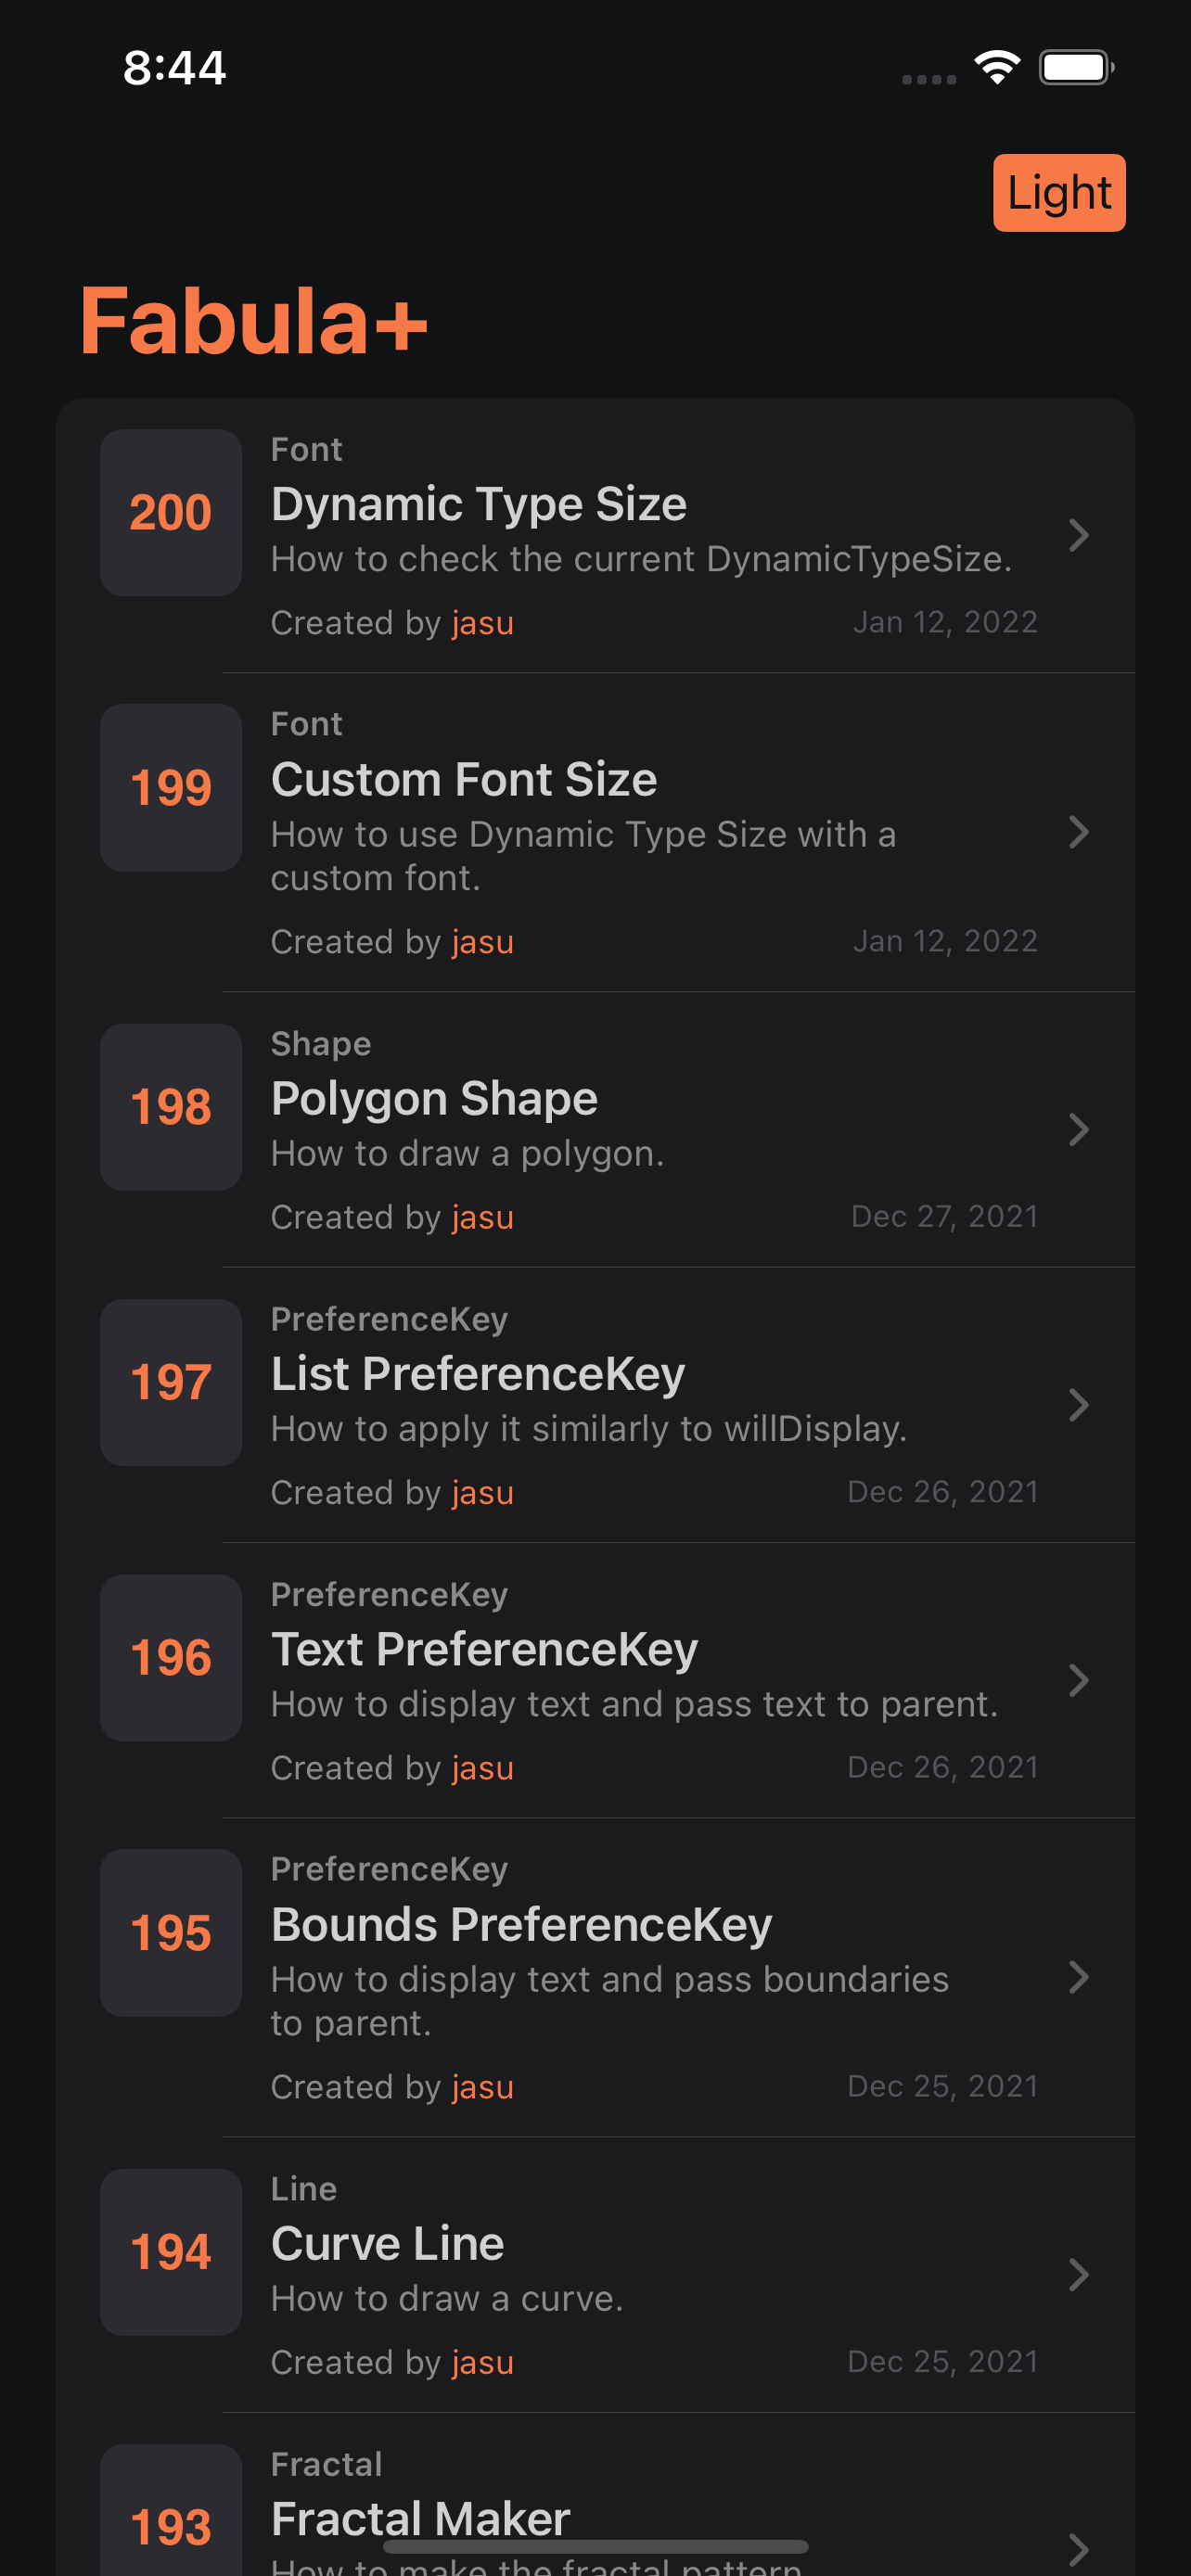 8:44
Light
Fabula+
Font
200
Dynamic Type Size
How to check the current DynamicTypeSize.
Created by jasu
Jan 12, 2022
Font
199
Custom Font Size
How to use Dynamic Type Size with a
custom font.
Created by jasu
Jan 12, 2022
Shape
198
Polygon Shape
How to draw a polygon.
Created by jasu
Dec 27, 2021
PreferenceKey
197
List PreferenceKey
How to apply it similarly to willDisplay.
Created by jasu
Dec 26, 2021
PreferenceKey
196
Text PreferenceKey
How to display text and pass text to parent.
Created by jasu
Dec 26, 2021
PreferenceKey
195
Bounds PreferenceKey
How to display text and pass boundaries
to parent.
Created by jasu
Dec 25, 2021
Line
194
Curve Line
How to draw a curve.
Created by jasu
Dec 25, 2021
Fractal
193
Fractal Maker
How to make the fractal pattern